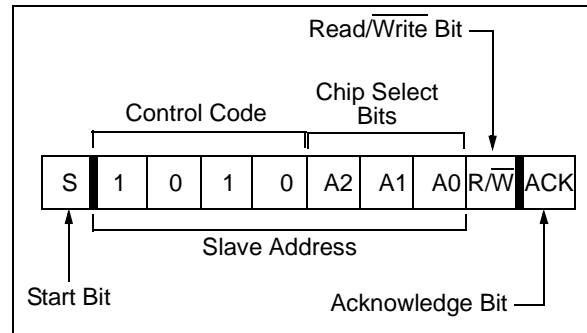 Read/Write Bit
Chip Select
Bits
Control Code
S 1 0 1 0 A2 A1 A0 R/W ACK
Slave Address
Start Bit
Acknowledge Bit